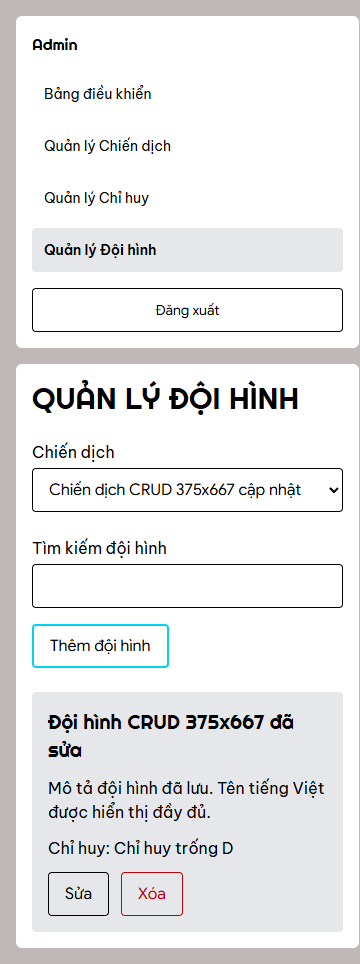 Admin
Bảng điều khiển
Quản lý Chiến dịch
Quản lý Chỉ huy
Quản lý Đội hình
Đăng xuất
QUẢN LÝ ĐỘI HÌNH
Chiến dịch
Chiến dịch CRUD 375x667 cập nhật
Tìm kiếm đội hình
Thêm đội hình
Đội hình CRUD 375x667 đã
sửa
Mô tả đội hình đã lưu. Tên tiếng Việt
được hiển thị đầy đủ.
Chỉ huy: Chỉ huy trống D
Sửa
Xóa